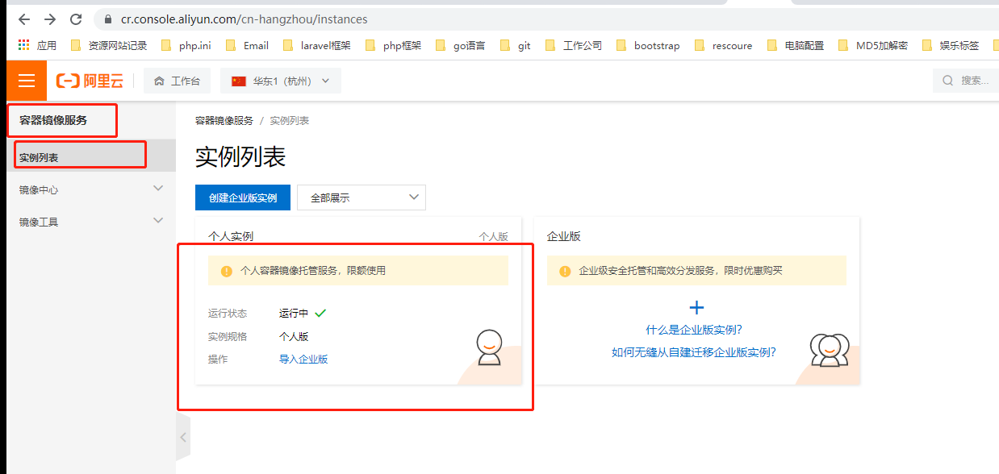 cr.console.aliyun.com/cn-hangzhou/instances
应用 资源网站记录 php.ini Email laravel框架 php框架 go语言 git 工作公司 bootstrap rescoure 电脑配置 MD5加解密 娱乐标签
阿里云 工作台 华东1（杭州） 搜索...
容器镜像服务
实例列表
镜像中心
镜像工具
容器镜像服务 / 实例列表
实例列表
创建企业版实例 全部展示
个人实例 个人版
个人容器镜像托管服务，限额使用
运行状态 运行中
实例规格 个人版
操作 导入企业版
企业版
企业级安全托管和高效分发服务，限时优惠购买
什么是企业版实例?
如何无缝从自建迁移企业版实例?